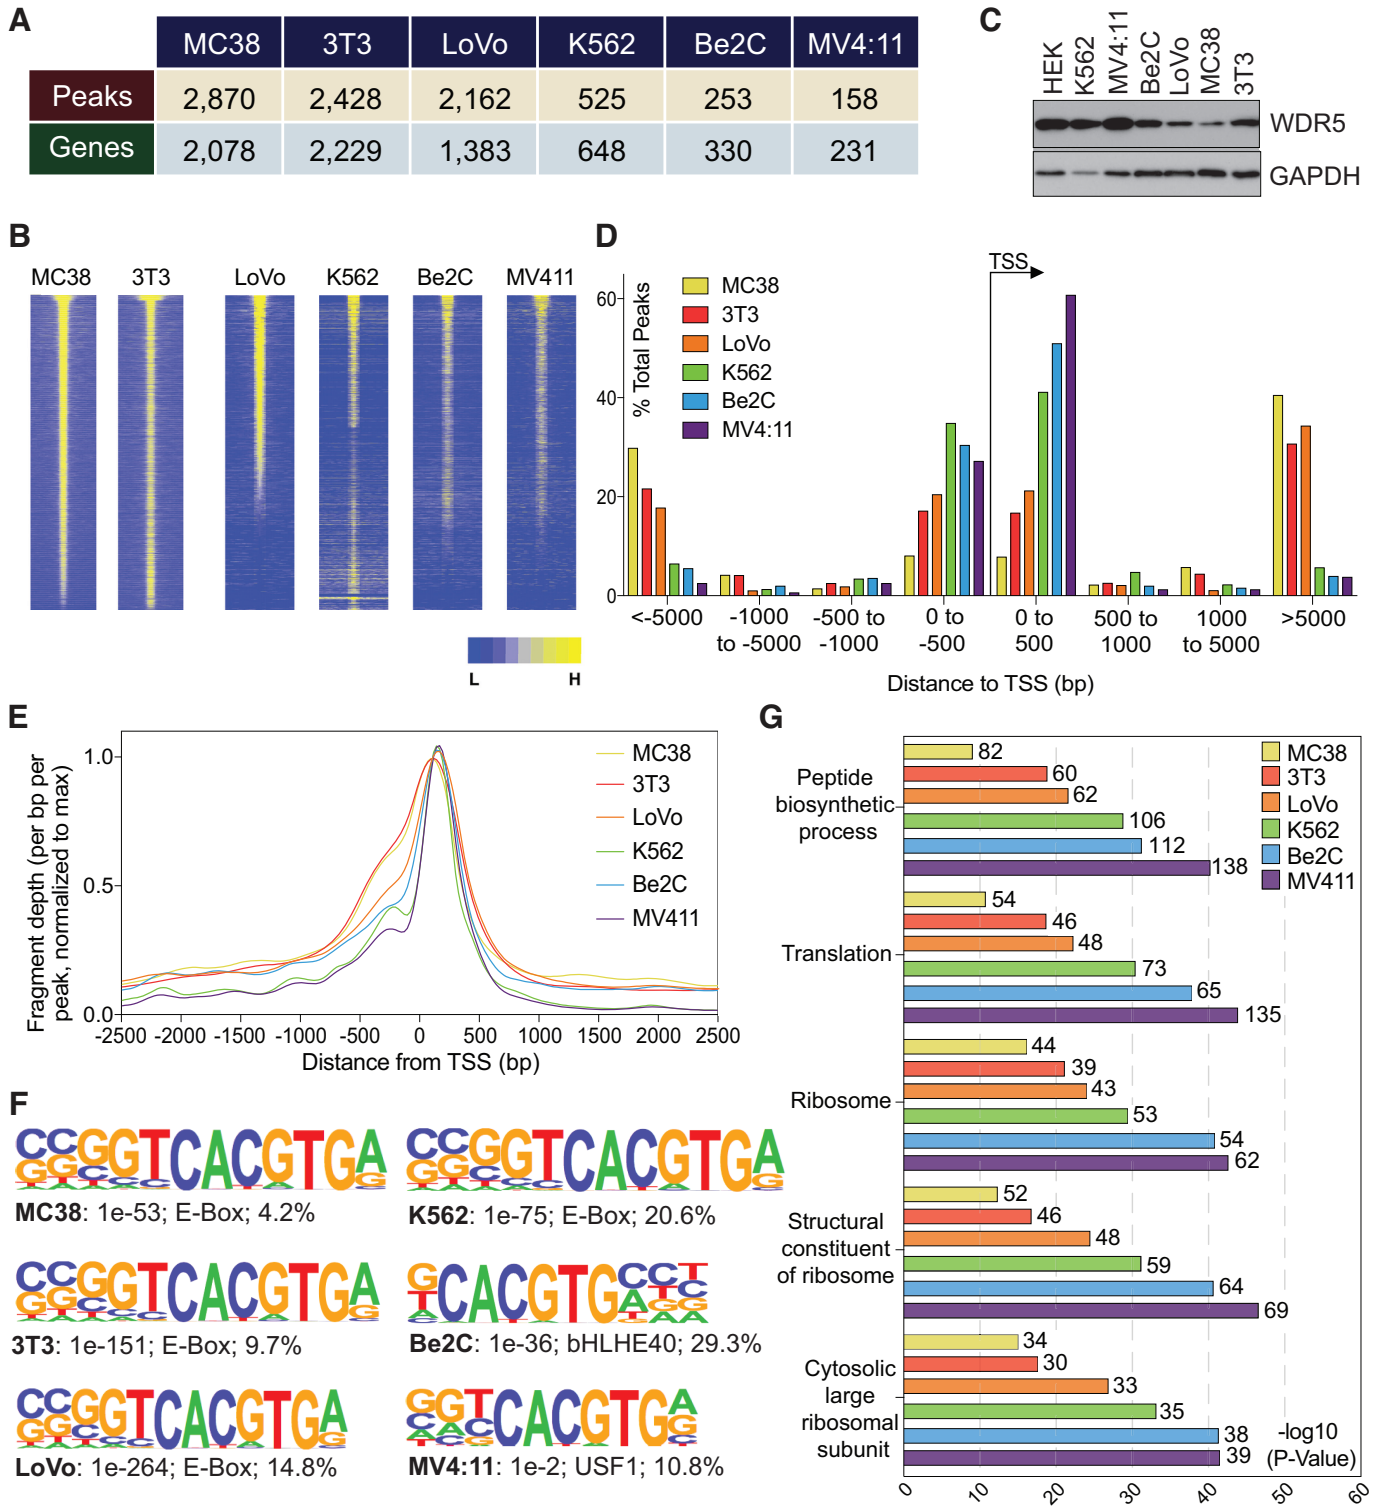 A
MC38 3T3 LoVo K562 Be2C MV4:11
Peaks 2,870 2,428 2,162 525 253 158
Genes 2,078 2,229 1,383 648 330 231
C
HEK K562 MV4:11 Be2C LoVo MC38 3T3
WDR5
GAPDH
B
MC38 3T3 LoVo K562 Be2C MV411
L H
D
TSS
% Total Peaks
MC38
3T3
LoVo
K562
Be2C
MV4:11
60
40
20
0
<-5000 -1000 to -5000 -500 to -1000 0 to -500 0 to 500 500 to 1000 1000 to 5000 >5000
Distance to TSS (bp)
E
Fragment depth (per bp per
peak, normalized to max)
1.0
0.5
0.0
MC38
3T3
LoVo
K562
Be2C
MV411
-2500 -2000 -1500 -1000 -500 0 500 1000 1500 2000 2500
Distance from TSS (bp)
F
CCGGTCACGTGA
MC38: 1e-53; E-Box; 4.2%
CCGGTCACGTGA
K562: 1e-75; E-Box; 20.6%
CCGGTCACGTGA
3T3: 1e-151; E-Box; 9.7%
GCACGTGCCT
Be2C: 1e-36; bHLHE40; 29.3%
CCGGTCACGTGA
LoVo: 1e-264; E-Box; 14.8%
GGTCACGTGA
MV4:11: 1e-2; USF1; 10.8%
G
MC38
3T3
LoVo
K562
Be2C
MV411
Peptide
biosynthetic
process
82
60
62
106
112
138
Translation
54
46
48
73
65
135
Ribosome
44
39
43
53
54
62
Structural
constituent
of ribosome
52
46
48
59
64
69
Cytosolic
large
ribosomal
subunit
34
30
33
35
38
39
-log10
(P-Value)
0 10 20 30 40 50 60